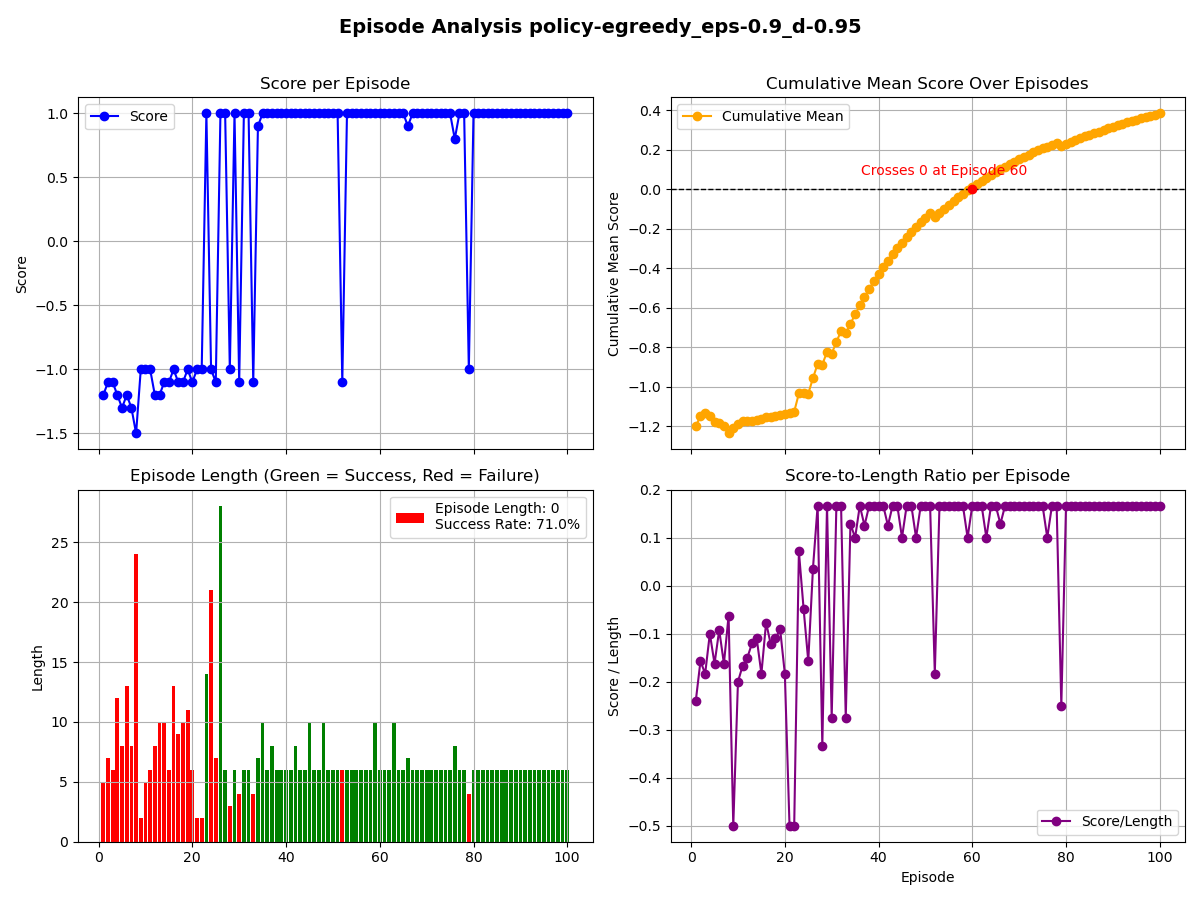 Episode Analysis policy-egreedy_eps-0.9_d-0.95
Score per Episode
Score
1.0
0.5
0.0
−0.5
−1.0
−1.5
Score
Cumulative Mean Score Over Episodes
Cumulative Mean
Crosses 0 at Episode 60
0.4
0.2
0.0
−0.2
−0.4
−0.6
−0.8
−1.0
−1.2
Cumulative Mean Score
Episode Length (Green = Success, Red = Failure)
Episode Length: 0
Success Rate: 71.0%
25
20
15
10
5
0
Length
0 20 40 60 80 100
Score-to-Length Ratio per Episode
0.2
0.1
0.0
−0.1
−0.2
−0.3
−0.4
−0.5
Score / Length
Score/Length
0 20 40 60 80 100
Episode